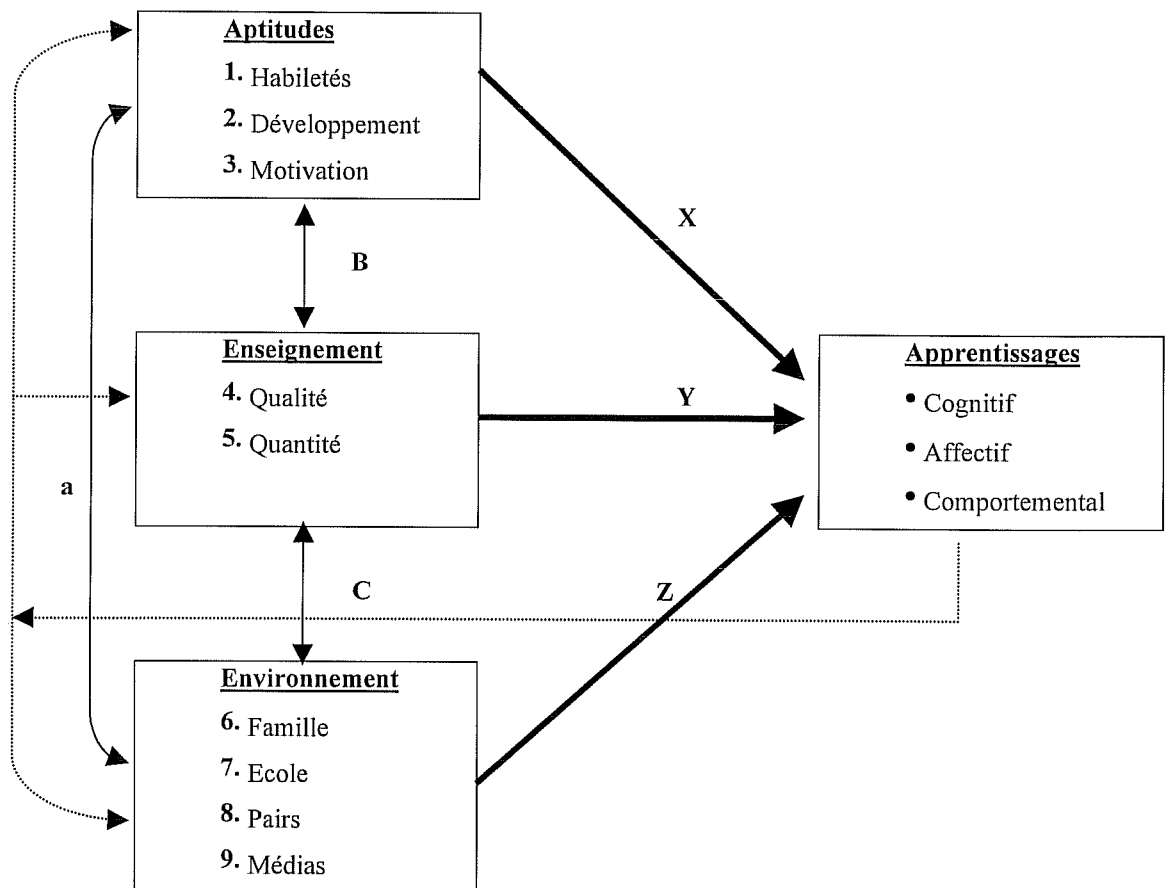 Aptitudes
1. Habiletés
2. Développement
3. Motivation
X
B
Enseignement
4. Qualité
5. Quantité
Y
Apprentissages
• Cognitif
• Affectif
• Comportemental
a
C
Z
Environnement
6. Famille
7. Ecole
8. Pairs
9. Médias